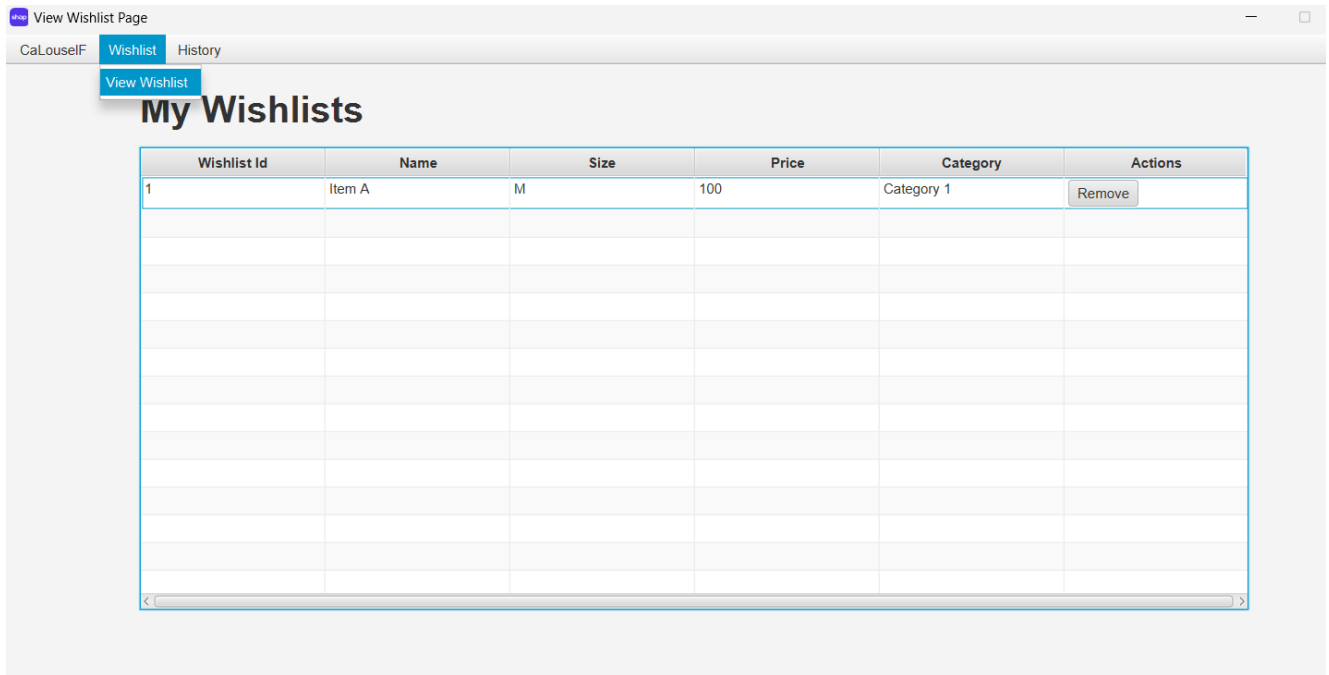 shop View Wishlist Page
CaLouselF Wishlist History
View Wishlist
My Wishlists
Wishlist Id Name Size Price Category Actions
1 Item A M 100 Category 1 Remove